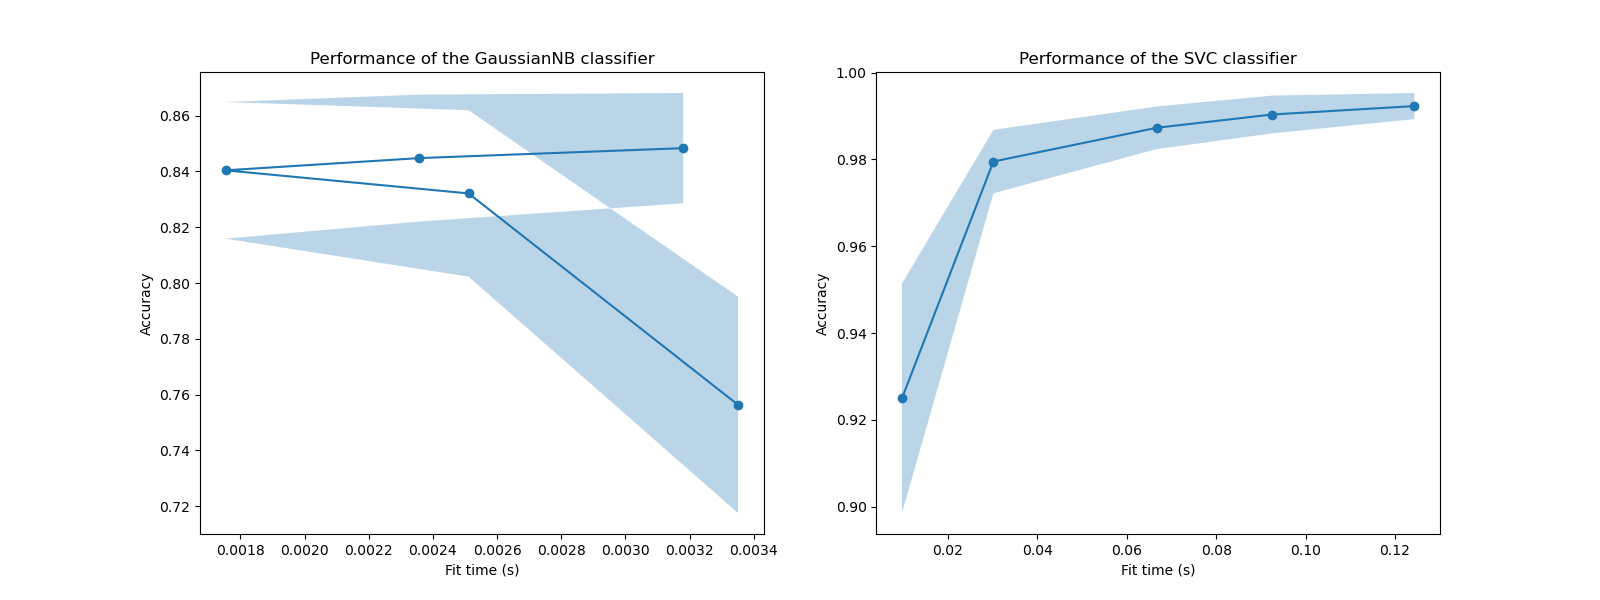 Performance of the GaussianNB classifier
Accuracy
0.86
0.84
0.82
0.80
0.78
0.76
0.74
0.72
0.0018 0.0020 0.0022 0.0024 0.0026 0.0028 0.0030 0.0032 0.0034
Fit time (s)
Performance of the SVC classifier
Accuracy
1.00
0.98
0.96
0.94
0.92
0.90
0.02 0.04 0.06 0.08 0.10 0.12
Fit time (s)